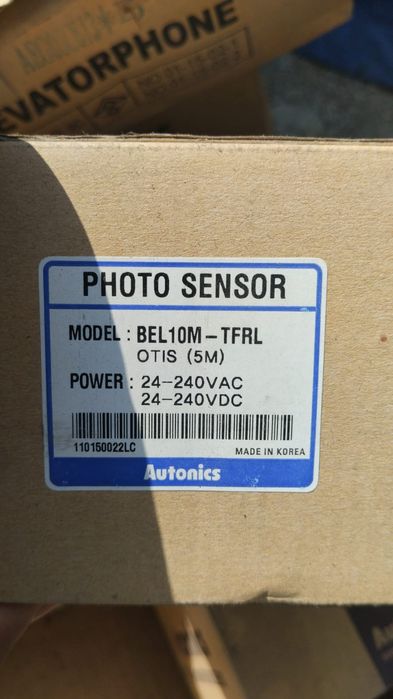 EVATORPHONE
PHOTO SENSOR
MODEL : BEL10M-TFRL
OTIS (5M)
POWER : 24-240VAC
24-240VDC
110150022LC
MADE IN KOREA
Autonics